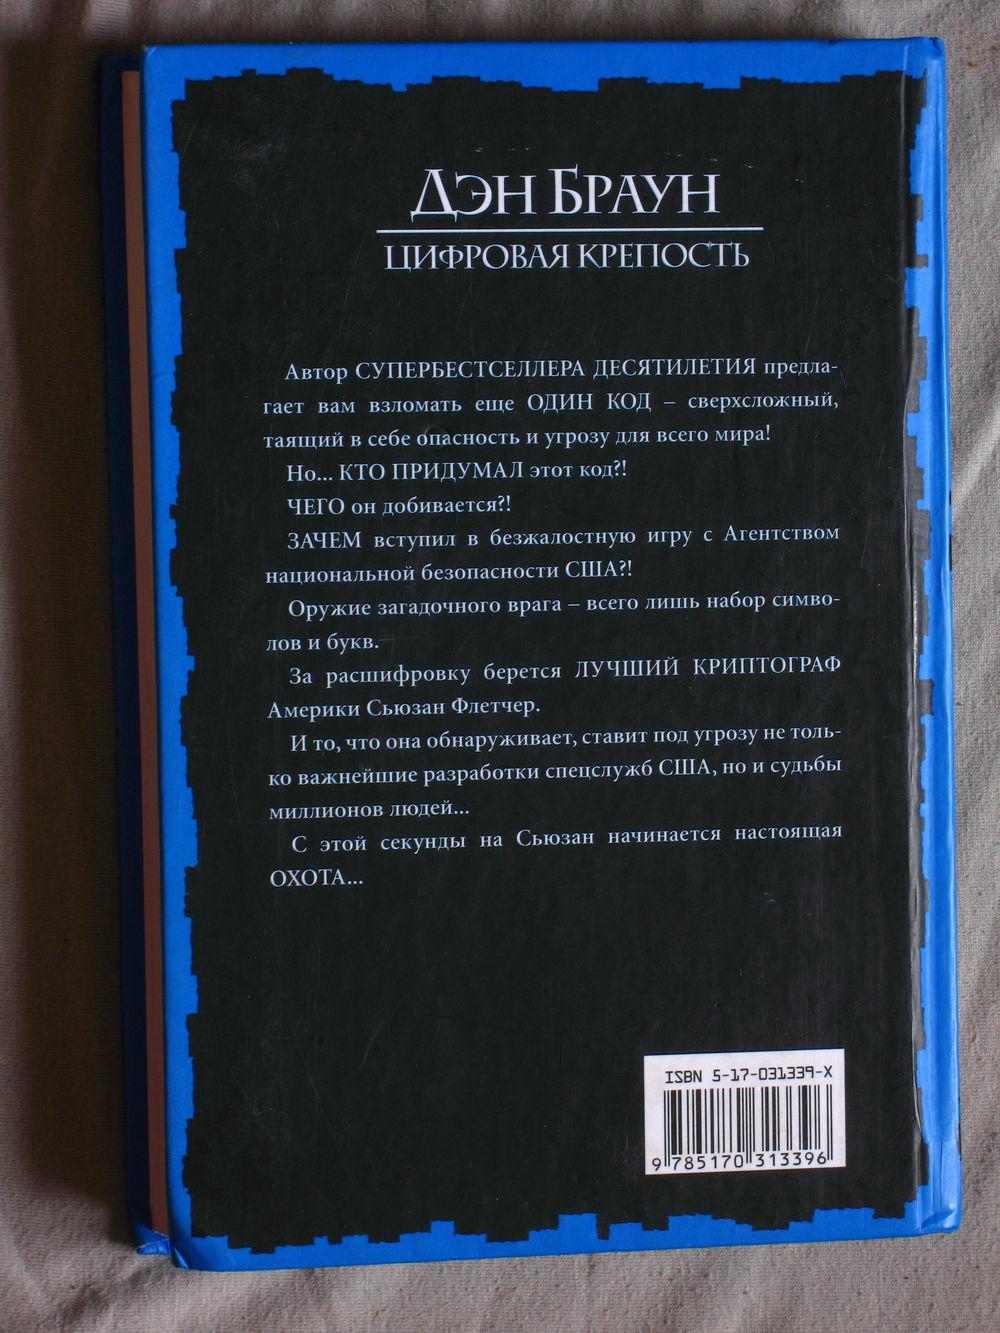 ДЭН БРАУН
ЦИФРОВАЯ КРЕПОСТЬ
Автор СУПЕРБЕСТСЕЛЛЕРА ДЕСЯТИЛЕТИЯ предла-
гает вам взломать еще ОДИН КОД – сверхсложный,
таящий в себе опасность и угрозу для всего мира!
Но... КТО ПРИДУМАЛ этот код?!
ЧЕГО он добивается?!
ЗАЧЕМ вступил в безжалостную игру с Агентством
национальной безопасности США?!
Оружие загадочного врага – всего лишь набор симво-
лов и букв.
За расшифровку берется ЛУЧШИЙ КРИПТОГРАФ
Америки Сьюзан Флетчер.
И то, что она обнаруживает, ставит под угрозу не толь-
ко важнейшие разработки спецслужб США, но и судьбы
миллионов людей...
С этой секунды на Сьюзан начинается настоящая
ОХОТА...
ISBN 5-17-031339-X
9 785170 313396